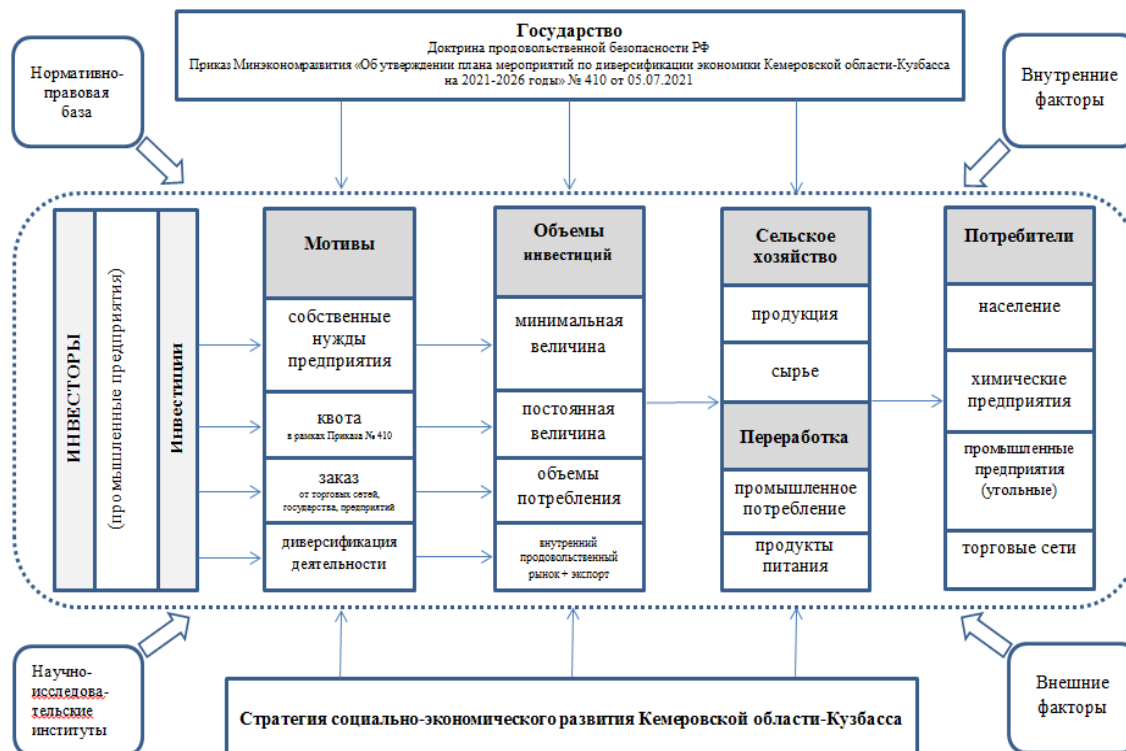 Государство
Доктрина продовольственной безопасности РФ
Приказ Минэкономразвития «Об утверждении плана мероприятий по диверсификации экономики Кемеровской области-Кузбасса
на 2021-2026 годы» № 410 от 05.07.2021
Нормативно-
правовая
база
Внутренние
факторы
ИНВЕСТОРЫ
(промышленные предприятия)
Инвестиции
Мотивы
собственные
нужды
предприятия
квота
в рамках Приказа № 410
заказ
от торговых сетей,
государства, предприятий
диверсификация
деятельности
Объемы
инвестиций
минимальная
величина
постоянная
величина
объемы
потребления
внутренний
продовольственный
рынок + экспорт
Сельское
хозяйство
продукция
сырье
Переработка
промышленное
потребление
продукты
питания
Потребители
население
химические
предприятия
промышленные
предприятия
(угольные)
торговые сети
Научно-
исследова-
тельские
институты
Стратегия социально-экономического развития Кемеровской области-Кузбасса
Внешние
факторы